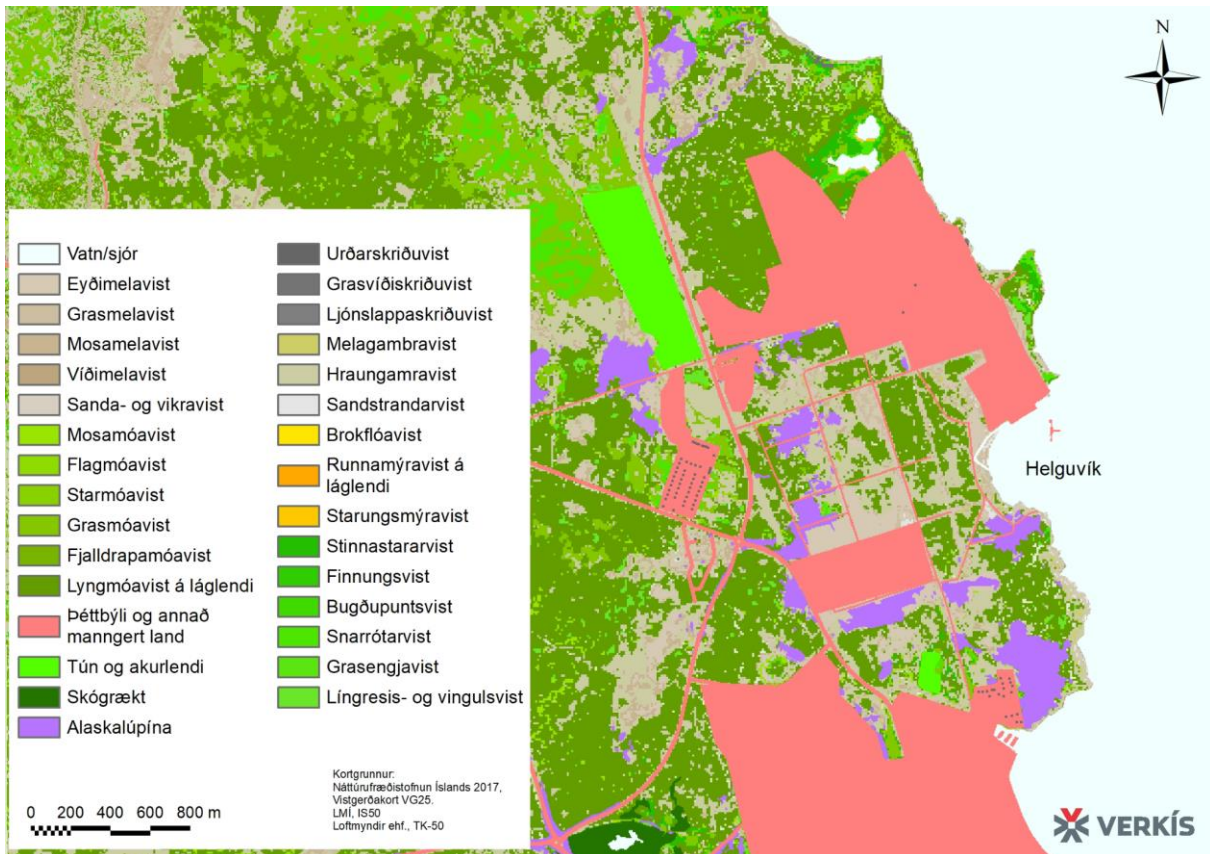 N
Vatn/sjór
Eyðimelavist
Grasmelavist
Mosamelavist
Víðimelavist
Sanda- og vikravist
Mosamóavist
Flagmóavist
Starmóavist
Grasmóavist
Fjalldrapamóavist
Lyngmóavist á láglendi
Þéttbýli og annað
manngert land
Tún og akurlendi
Skógrækt
Alaskalúpína
Urðarskriðuvist
Grasvíðiskriðuvist
Ljónslappaskriðuvist
Melagambravist
Hraungamravist
Sandstrandarvist
Brokflóavist
Runnamýravist á
láglendi
Starungsmýravist
Stinnastararvist
Finnungsvist
Bugðupuntsvist
Snarrótarvist
Grasengjavist
Língresis- og vingulsvist
Helguvík
Kortgrunnur:
Náttúrufræðistofnun Íslands 2017,
Vistgerðakort VG25.
LMÍ, IS50
Loftmyndir ehf., TK-50
0 200 400 600 800 m
VERKÍS